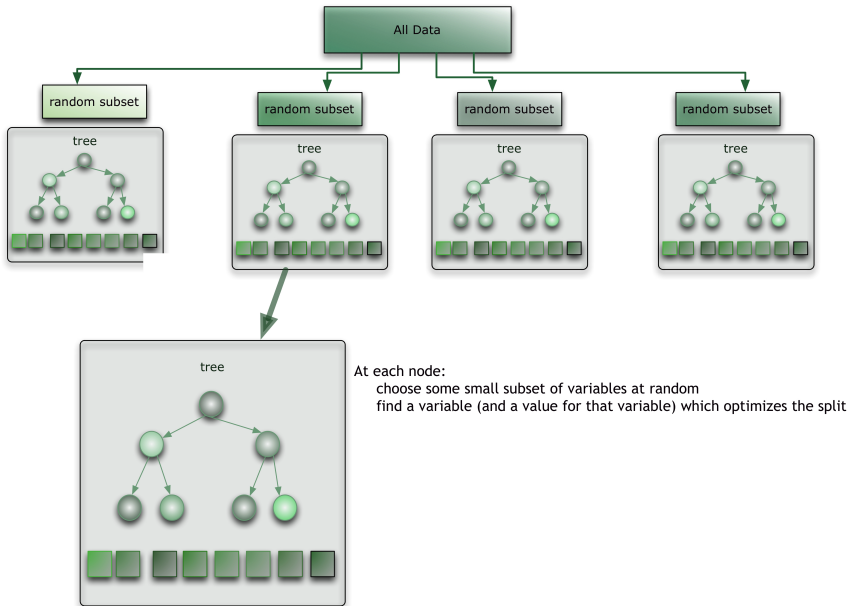 All Data
random subset
random subset
random subset
random subset
tree
tree
tree
tree
tree
At each node:
choose some small subset of variables at random
find a variable (and a value for that variable) which optimizes the split